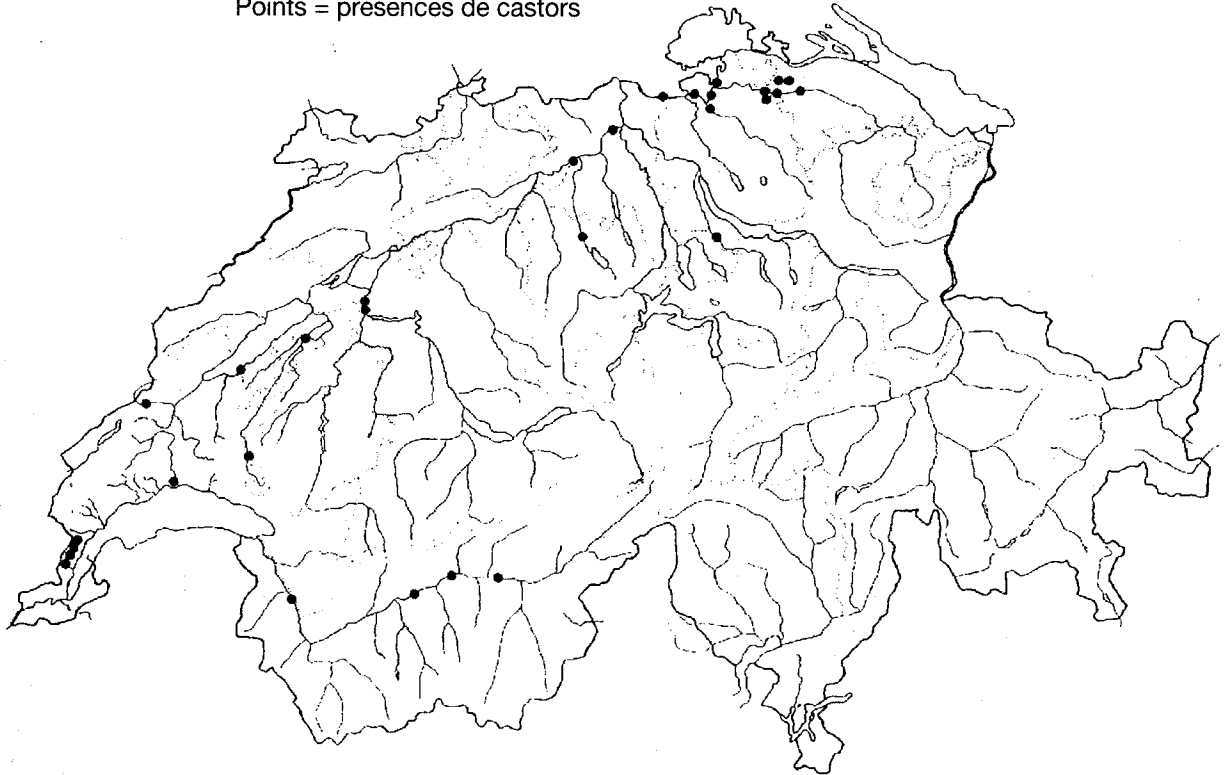 Points = présences de castors